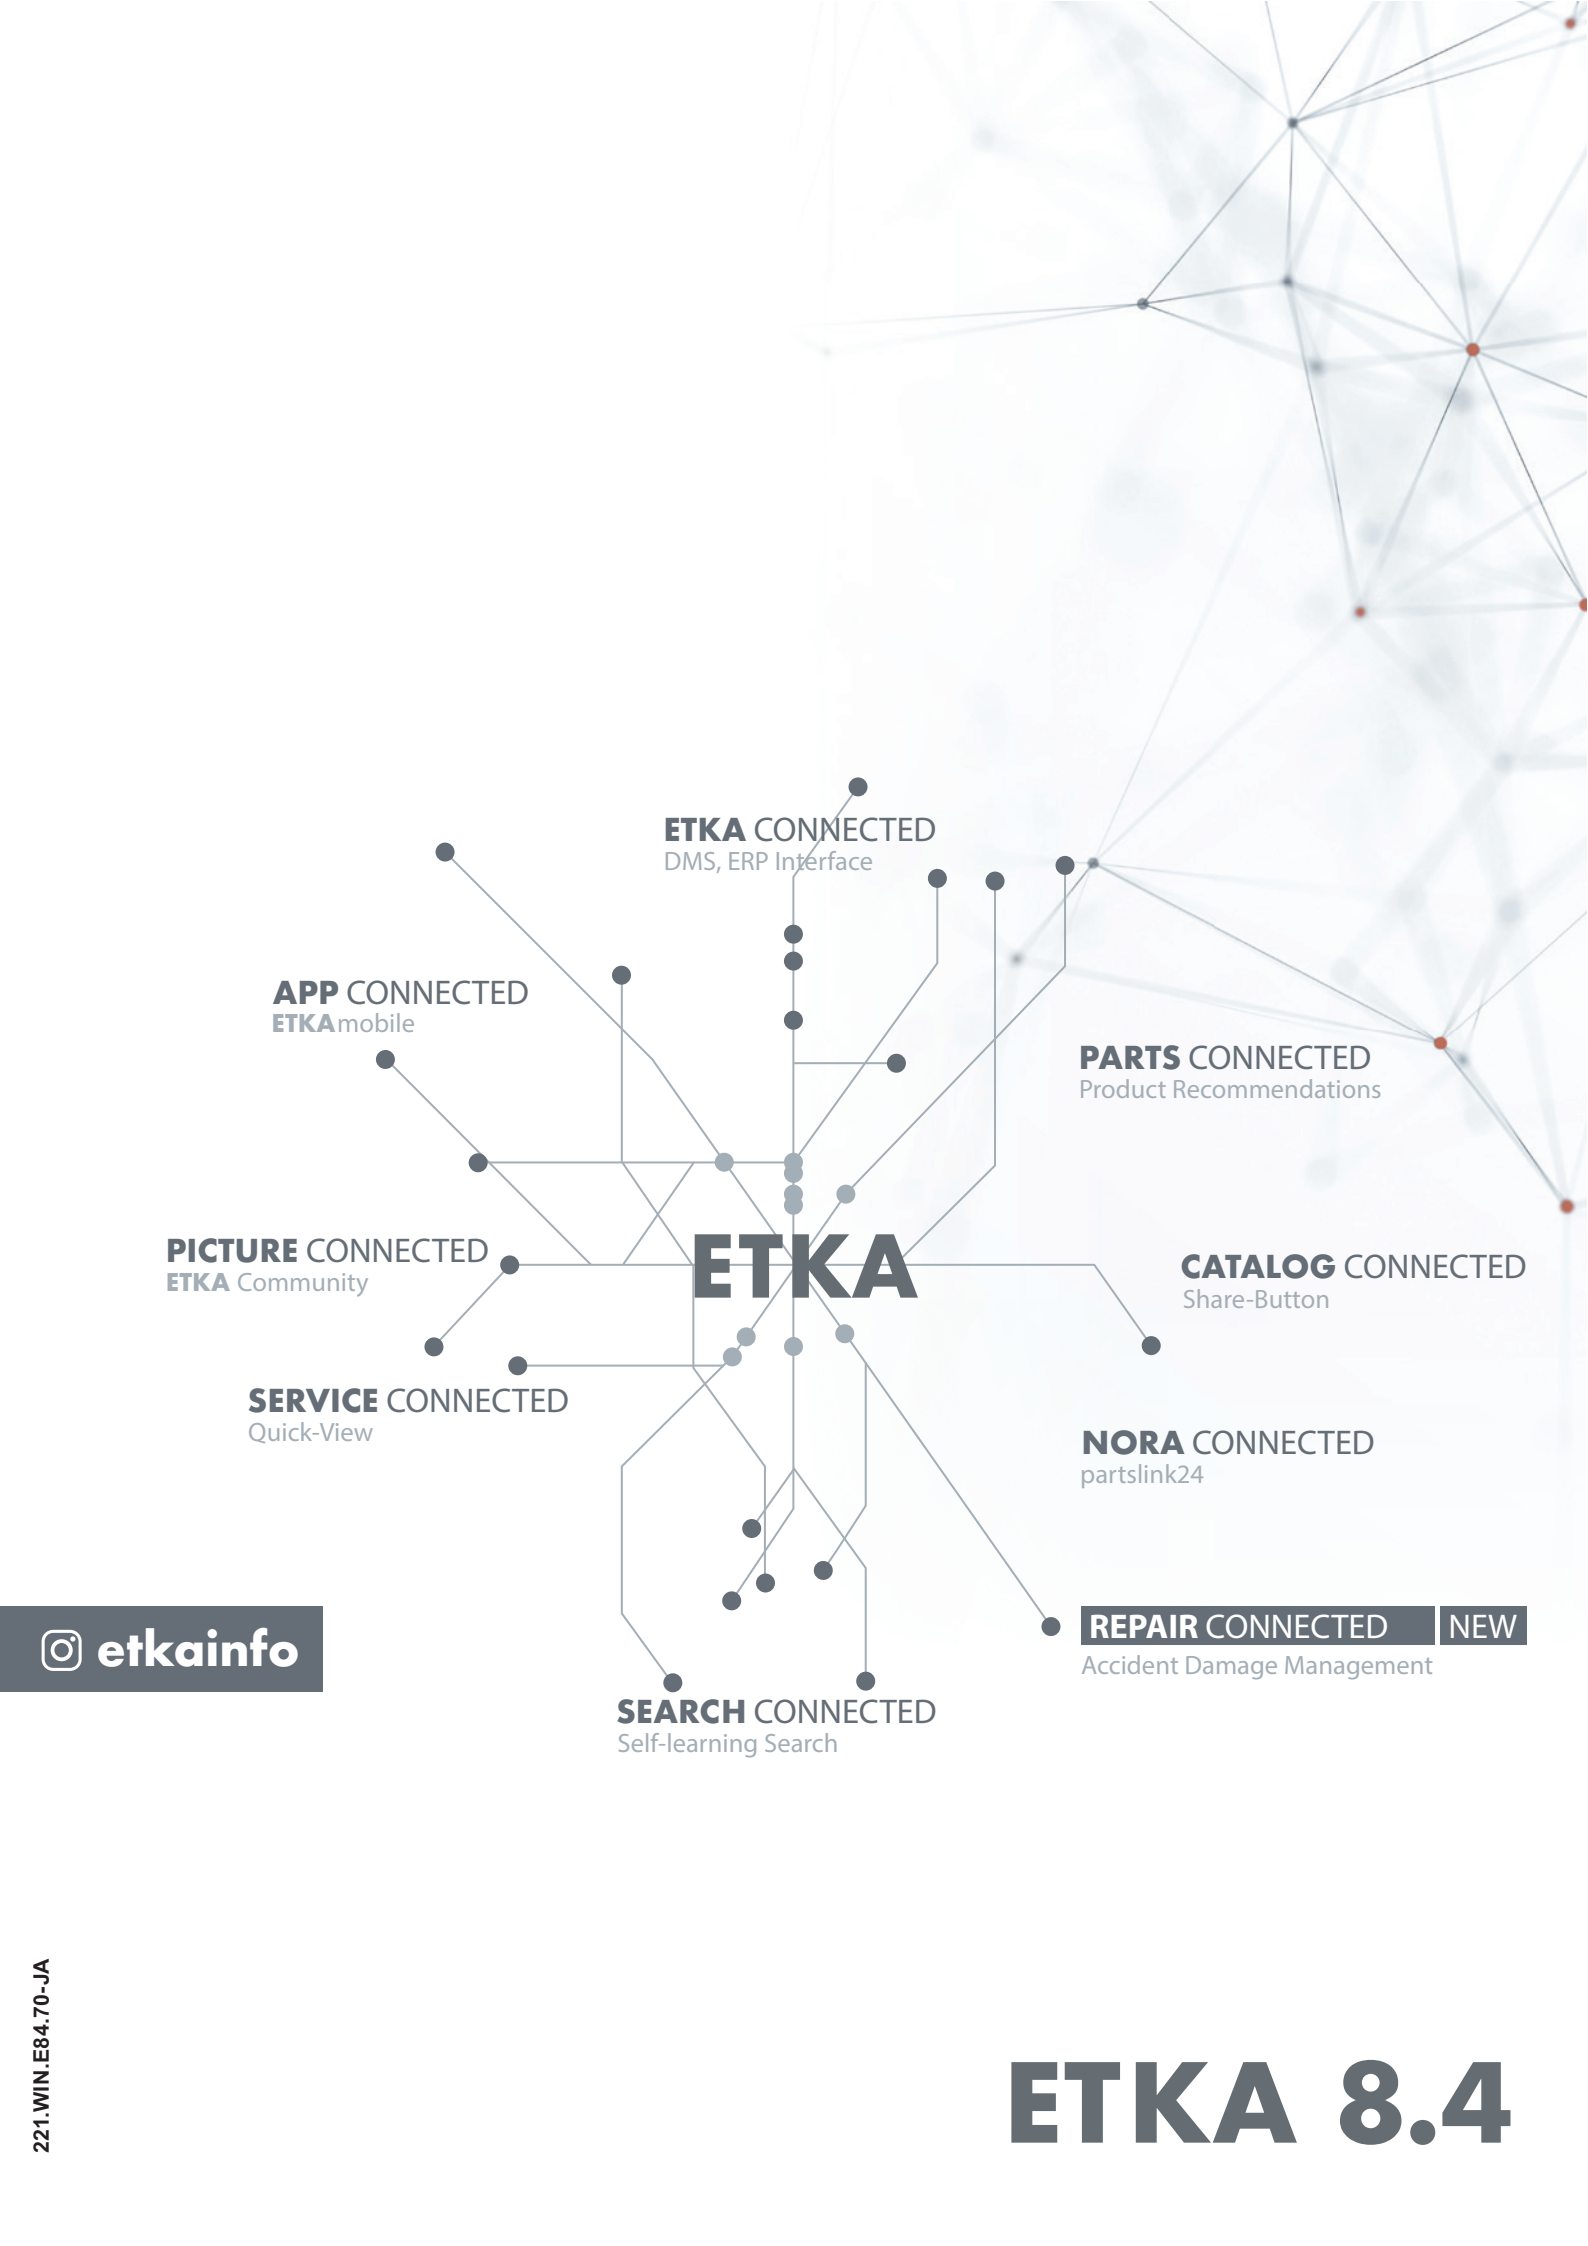 ETKA CONNECTED
DMS, ERP Interface
APP CONNECTED
ETKAmobile
PARTS CONNECTED
Product Recommendations
PICTURE CONNECTED
ETKA Community
ETKA
CATALOG CONNECTED
Share-Button
SERVICE CONNECTED
Quick-View
NORA CONNECTED
partslink24
REPAIR CONNECTED NEW
Accident Damage Management
etkainfo
SEARCH CONNECTED
Self-learning Search
221.WIN.E84.70-JA
ETKA 8.4